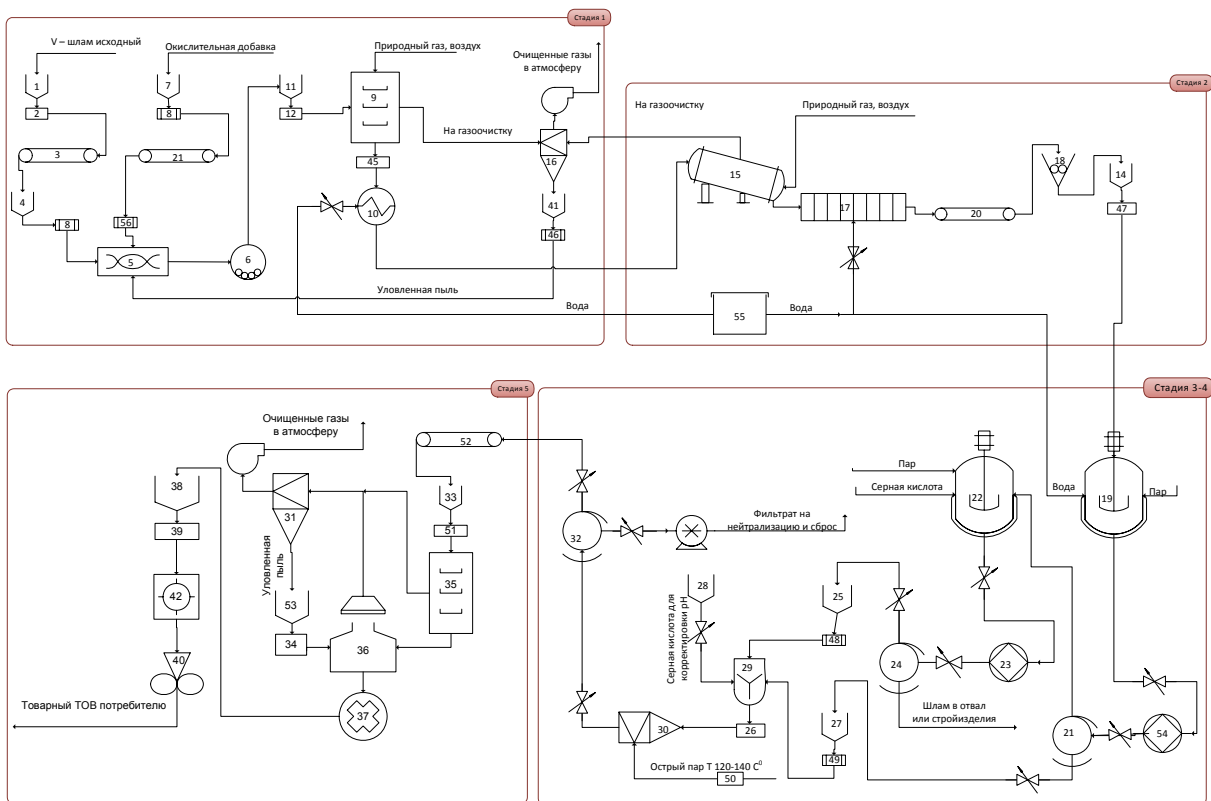 Стадия 1
V – шлам исходный
Окислительная добавка
Природный газ, воздух
Очищенные газы
в атмосферу
1
7
11
9
2
8
12
На газоочистку
3
21
16
45
4
41
10
8
56
46
5
6
Уловленная пыль
Вода
Стадия 2
На газоочистку
Природный газ, воздух
18
14
15
17
20
47
55
Вода
Стадия 5
Очищенные газы
в атмосферу
52
38
33
31
39
51
Уловленная
пыль
35
42
53
34
36
40
37
Товарный ТОВ потребителю
Стадия 3-4
Пар
Серная кислота
22
Вода
19
Пар
32
Фильтрат на
нейтрализацию и сброс
28
25
Серная кислота для
корректировки pH
48
29
24
23
Шлам в отвал
или стройизделия
27
30
26
21
54
49
Острый пар Т 120-140 С⁰
50